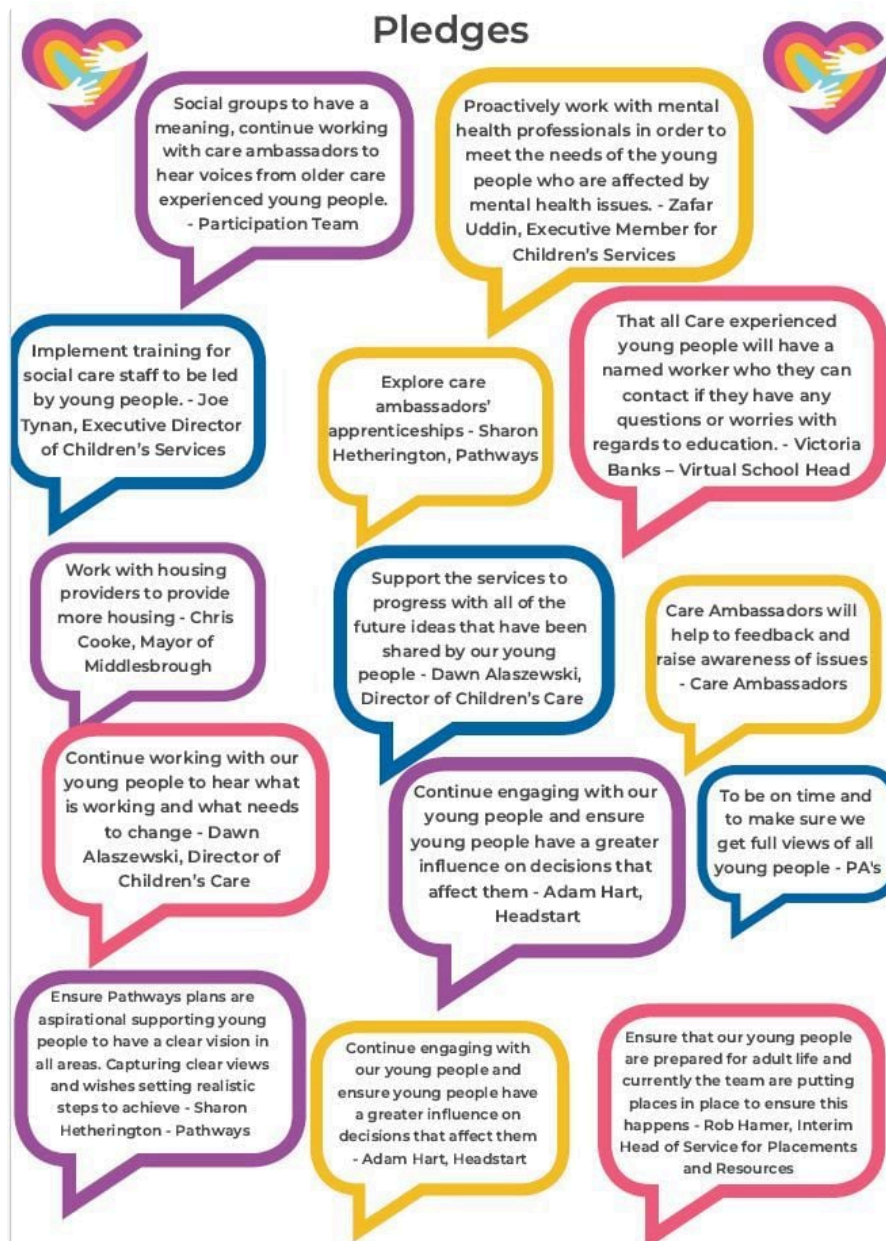 Pledges
Social groups to have a
meaning, continue working
with care ambassadors to
hear voices from older care
experienced young people.
- Participation Team
Proactively work with mental
health professionals in order to
meet the needs of the young
people who are affected by
mental health issues. - Zafar
Uddin, Executive Member for
Children's Services
Implement training for
social care staff to be led
by young people. - Joe
Tynan, Executive Director
of Children's Services
Explore care
ambassadors'
apprenticeships - Sharon
Hetherington, Pathways
That all Care experienced
young people will have a
named worker who they can
contact if they have any
questions or worries with
regards to education. - Victoria
Banks – Virtual School Head
Work with housing
providers to provide
more housing - Chris
Cooke, Mayor of
Middlesbrough
Support the services to
progress with all of the
future ideas that have been
shared by our young
people - Dawn Alaszewski,
Director of Children's Care
Care Ambassadors will
help to feedback and
raise awareness of issues
- Care Ambassadors
Continue working with our
young people to hear what
is working and what needs
to change - Dawn
Alaszewski, Director of
Children's Care
Continue engaging with our
young people and ensure
young people have a greater
influence on decisions that
affect them - Adam Hart,
Headstart
To be on time and
to make sure we
get full views of all
young people - PA's
Ensure Pathways plans are
aspirational supporting young
people to have a clear vision in
all areas. Capturing clear views
and wishes setting realistic
steps to achieve - Sharon
Hetherington - Pathways
Continue engaging with
our young people and
ensure young people have
a greater influence on
decisions that affect them
- Adam Hart, Headstart
Ensure that our young people
are prepared for adult life and
currently the team are putting
places in place to ensure this
happens - Rob Hamer, Interim
Head of Service for Placements
and Resources